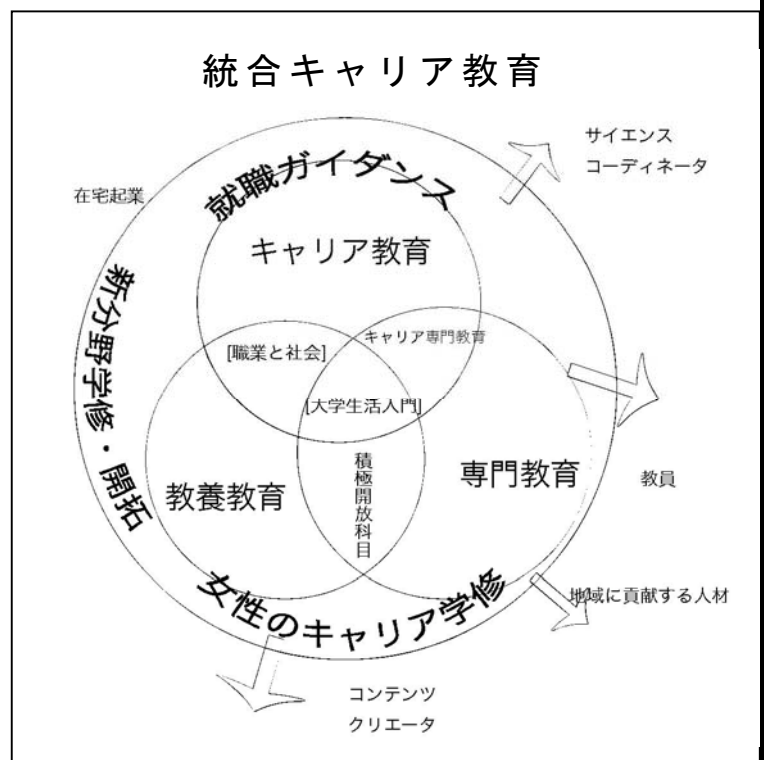 統合キャリア教育
サイエンス
コーディネータ
在宅起業
就職ガイダンス
キャリア教育
新分野学修・開拓
キャリア専門教育
[職業と社会]
[大学生活入門]
積極開放科目
教養教育
専門教育
教員
女性のキャリア学修
地域に貢献する人材
コンテンツ
クリエータ